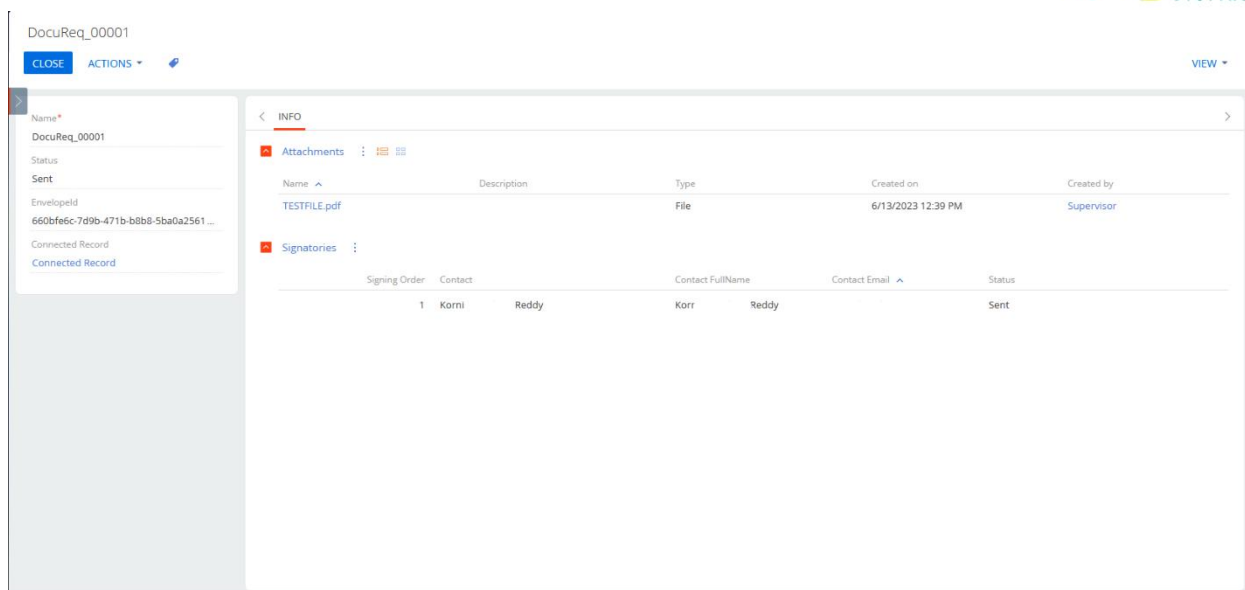 DocuReq_00001
CLOSE ACTIONS VIEW
Name*
DocuReq_00001
Status
Sent
EnvelopeId
660bfe6c-7d9b-471b-b8b8-5ba0a2561...
Connected Record
Connected Record
INFO
Attachments
Name Description Type Created on Created by
TESTFILE.pdf File 6/13/2023 12:39 PM Supervisor
Signatories
Signing Order Contact Contact FullName Contact Email Status
1 Korni Reddy Korr Reddy Sent